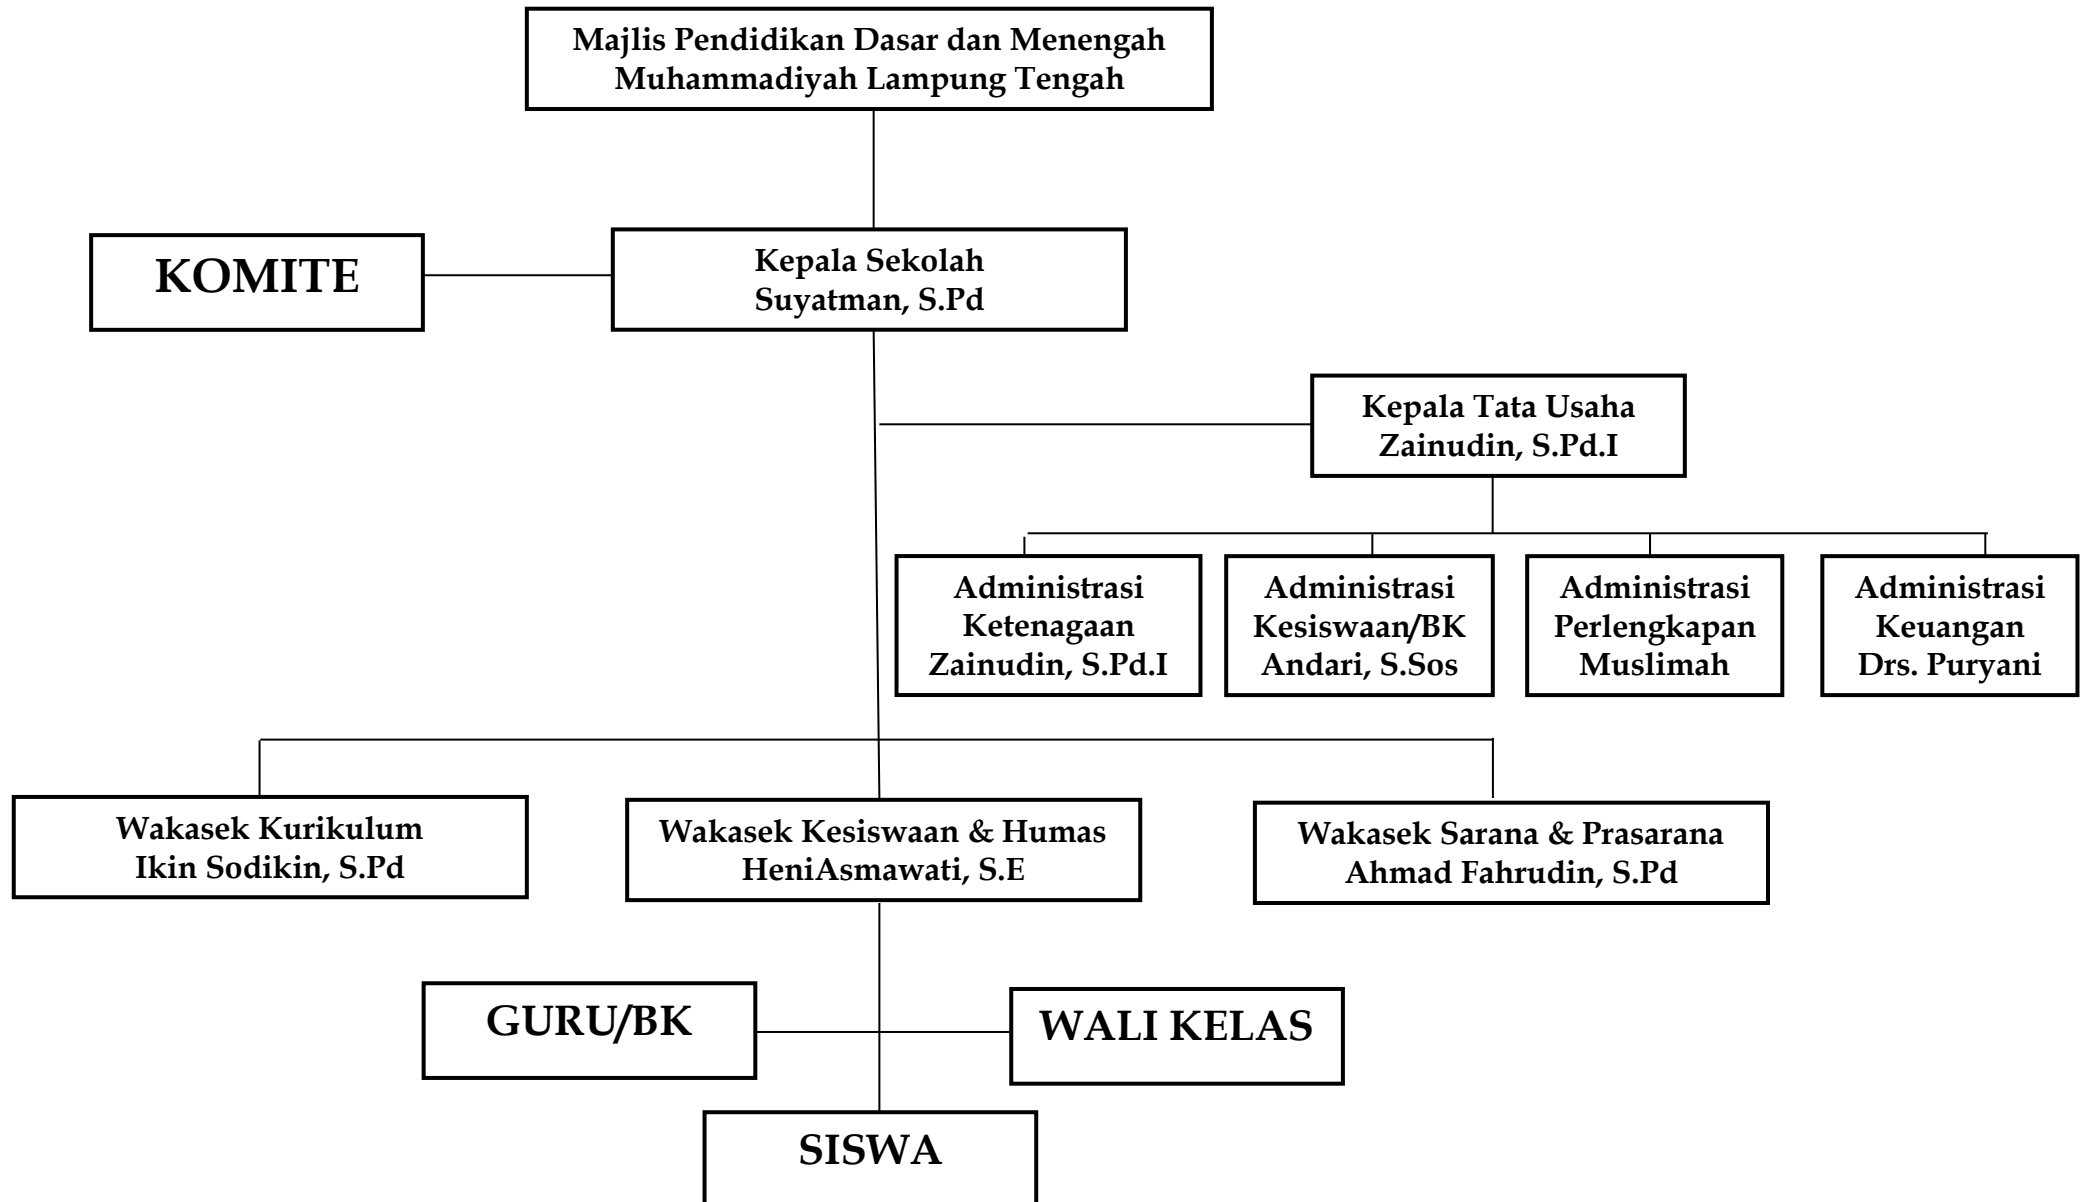 Majlis Pendidikan Dasar dan Menengah
Muhammadiyah Lampung Tengah
KOMITE
Kepala Sekolah
Suyatman, S.Pd
Kepala Tata Usaha
Zainudin, S.Pd.I
Administrasi
Ketenagaan
Zainudin, S.Pd.I
Administrasi
Kesiswaan/BK
Andari, S.Sos
Administrasi
Perlengkapan
Muslimah
Administrasi
Keuangan
Drs. Puryani
Wakasek Kurikulum
Ikin Sodikin, S.Pd
Wakasek Kesiswaan & Humas
HeniAsmawati, S.E
Wakasek Sarana & Prasarana
Ahmad Fahrudin, S.Pd
GURU/BK
WALI KELAS
SISWA